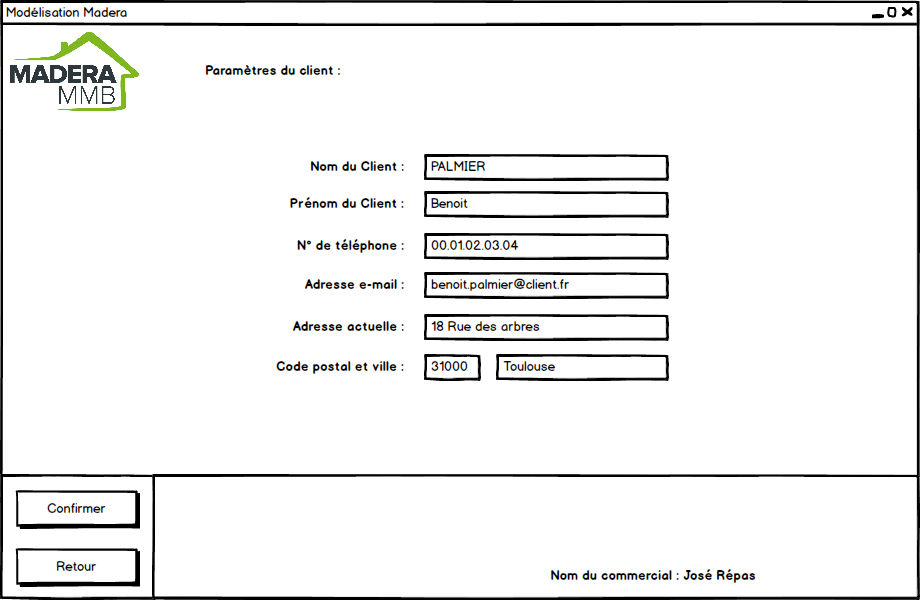 Modélisation Madera
MADERA
MMB
Paramètres du client :
Nom du Client : PALMIER
Prénom du Client : Benoit
N° de téléphone : 00.01.02.03.04
Adresse e-mail : benoit.palmier@client.fr
Adresse actuelle : 18 Rue des arbres
Code postal et ville : 31000 Toulouse
Confirmer
Retour
Nom du commercial : José Répas